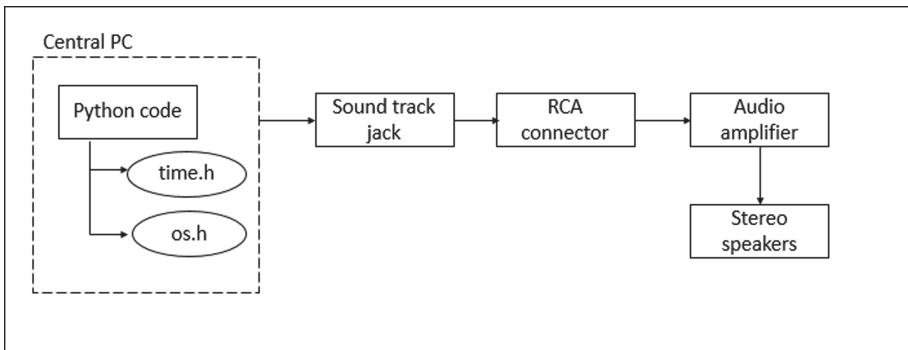 Central PC
Python code
time.h
os.h
Sound track
jack
RCA
connector
Audio
amplifier
Stereo
speakers